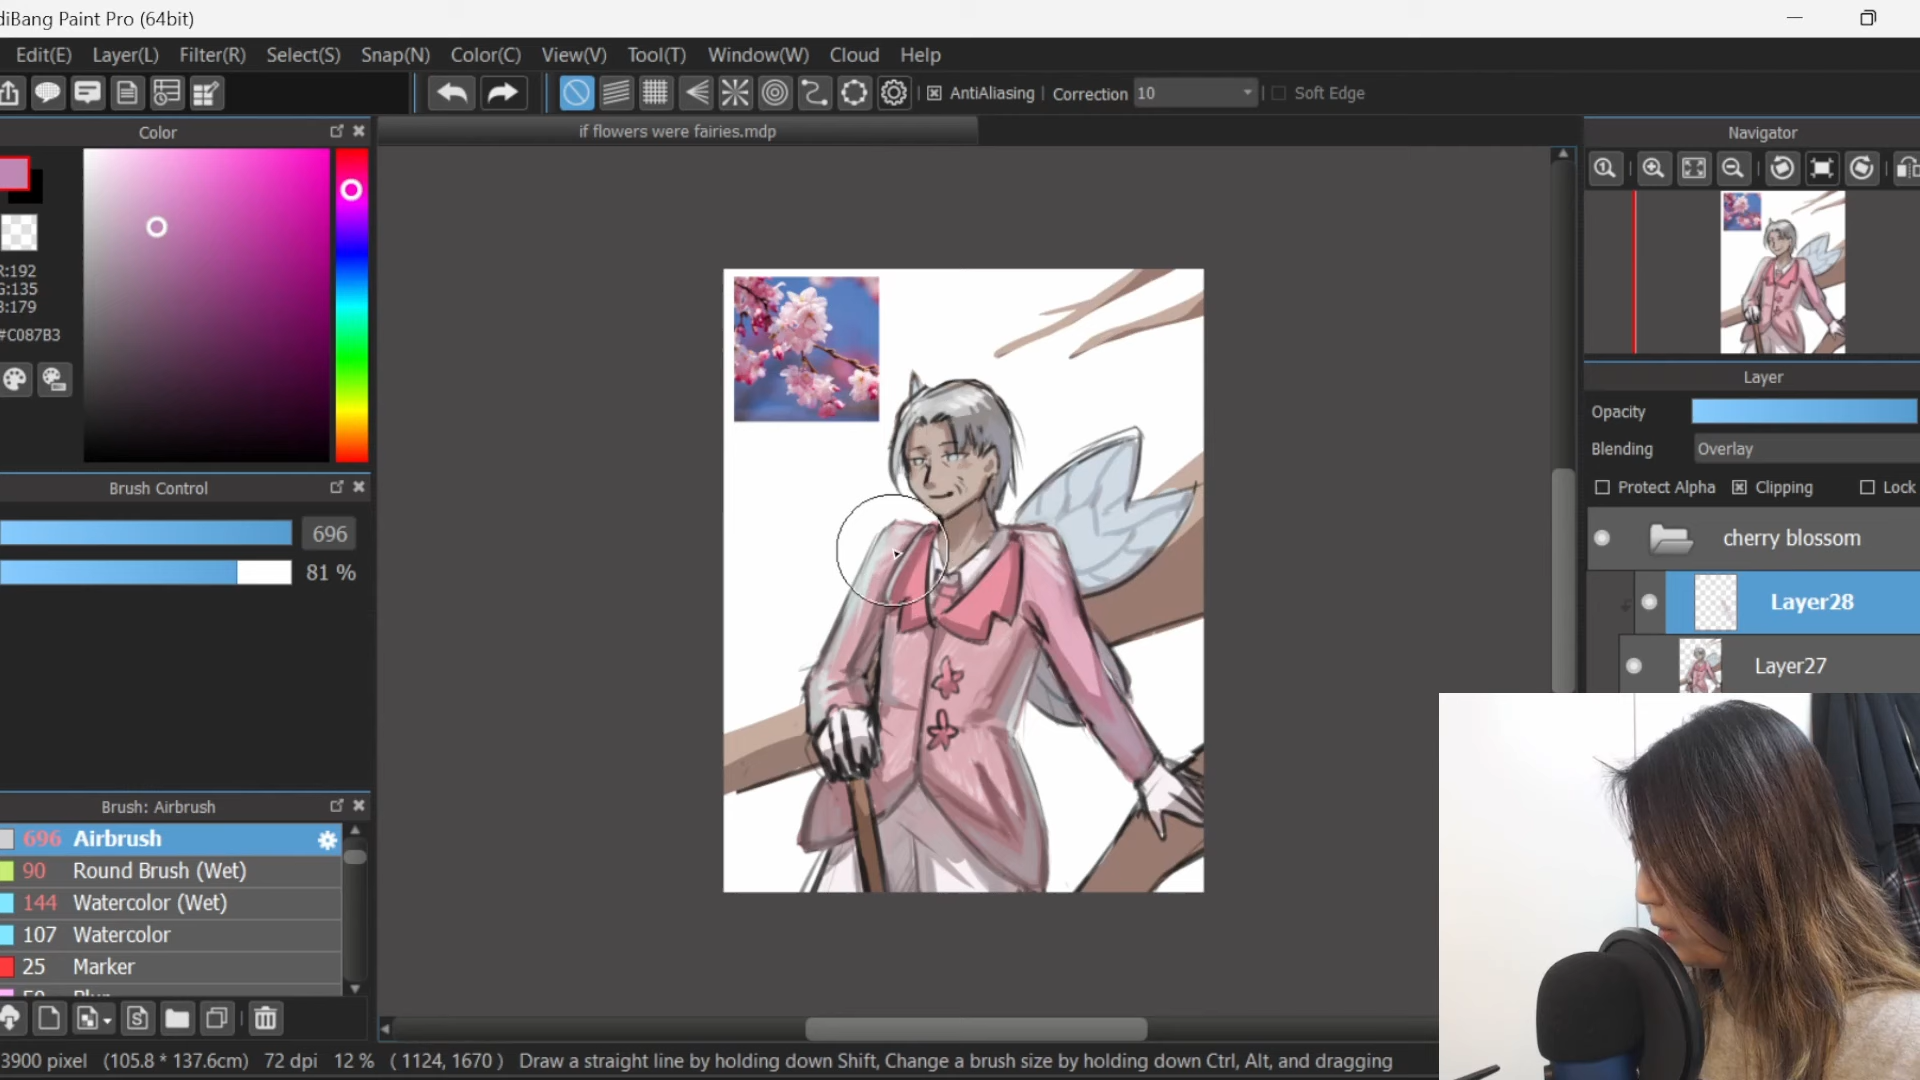 diBang Paint Pro (64bit)
Edit(E) Layer(L) Filter(R) Select(S) Snap(N) Color(C) View(V) Tool(T) Window(W) Cloud Help
AntiAliasing Correction 10 Soft Edge
Color
if flowers were fairies.mdp
Navigator
R:192
G:135
B:179
#C087B3
Layer
Opacity
Blending Overlay
Protect Alpha Clipping Lock
Brush Control
696
81 %
cherry blossom
Layer28
Layer27
Brush: Airbrush
696 Airbrush
90 Round Brush (Wet)
144 Watercolor (Wet)
107 Watercolor
25 Marker
3900 pixel (105.8 * 137.6cm) 72 dpi 12 % ( 1124, 1670 ) Draw a straight line by holding down Shift, Change a brush size by holding down Ctrl, Alt, and dragging